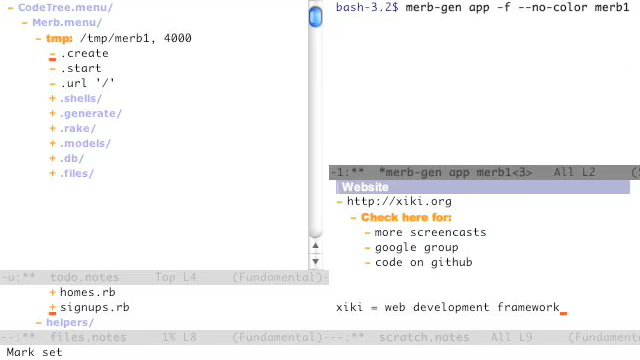 − CodeTree.menu/
− Merb.menu/
− tmp: /tmp/merb1, 4000
− .create
− .start
− .url '/'
+ .shells/
+ .generate/
+ .rake/
+ .models/
+ .db/
+ .files/
-u:** todo.notes Top L4 (Fundamental)
+ homes.rb
+ signups.rb
− helpers/
--:** files.notes 1% L8 (Fundamental)
Mark set
bash-3.2$ merb-gen app -f --no-color merb1
-1:** *merb-gen app merb1<3> All L2
Website
− http://xiki.org
− Check here for:
− more screencasts
− google group
− code on github
xiki = web development framework
--:** scratch.notes All L9 (Fundamental)